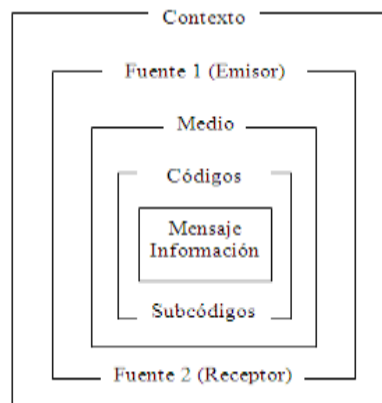 Contexto
Fuente 1 (Emisor)
Medio
Códigos
Mensaje
Información
Subcódigos
Fuente 2 (Receptor)